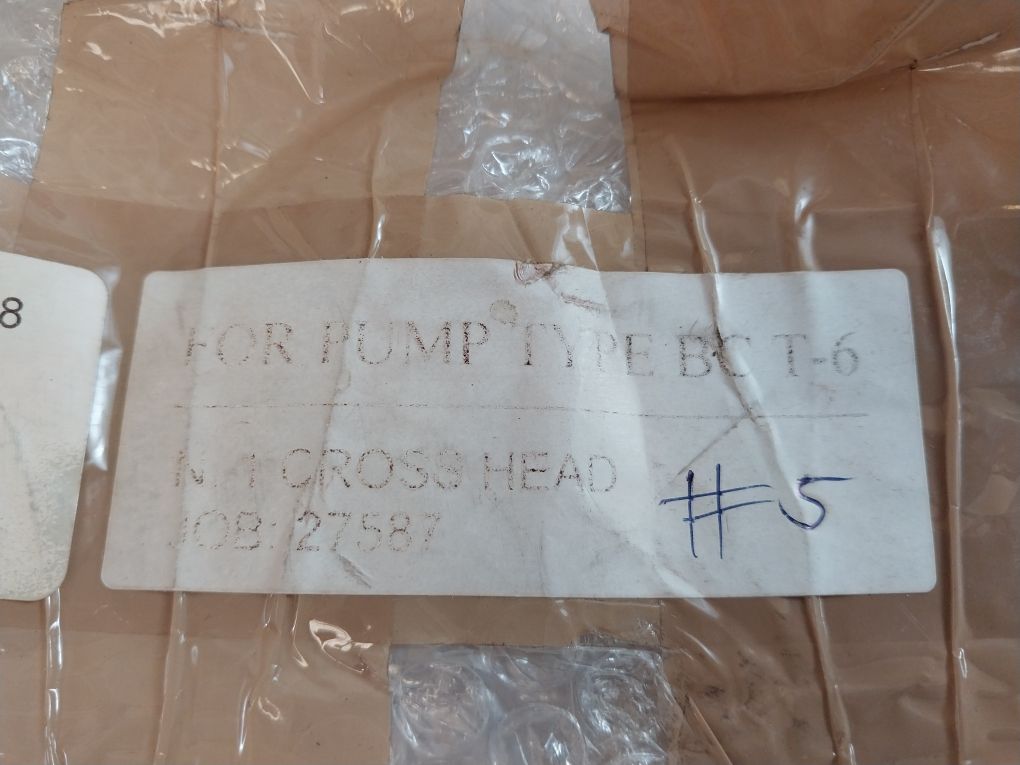 8
FOR PUMP TYPE BC T-6
N. 1 CROSS HEAD
JOB: 27587
#5